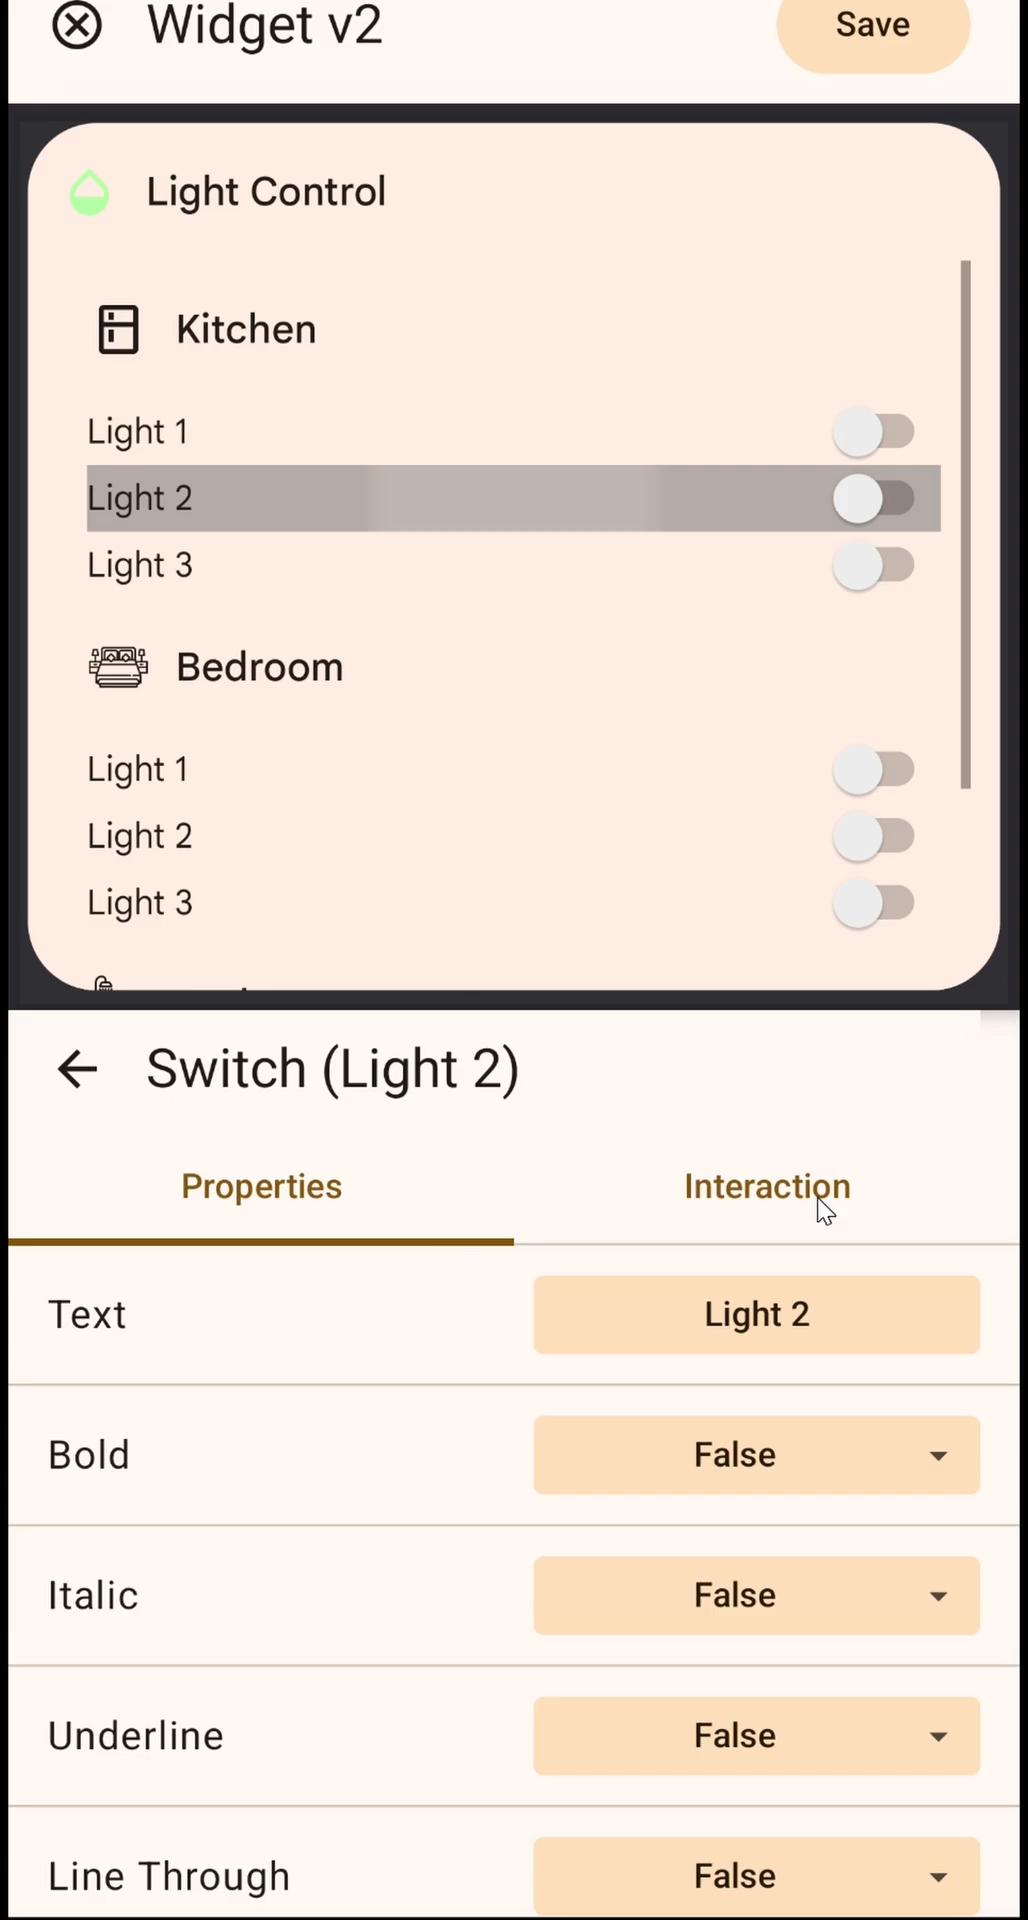 Widget v2
Save
Light Control
Kitchen
Light 1
Light 2
Light 3
Bedroom
Light 1
Light 2
Light 3
Switch (Light 2)
Properties
Interaction
Text
Light 2
Bold
False
Italic
False
Underline
False
Line Through
False